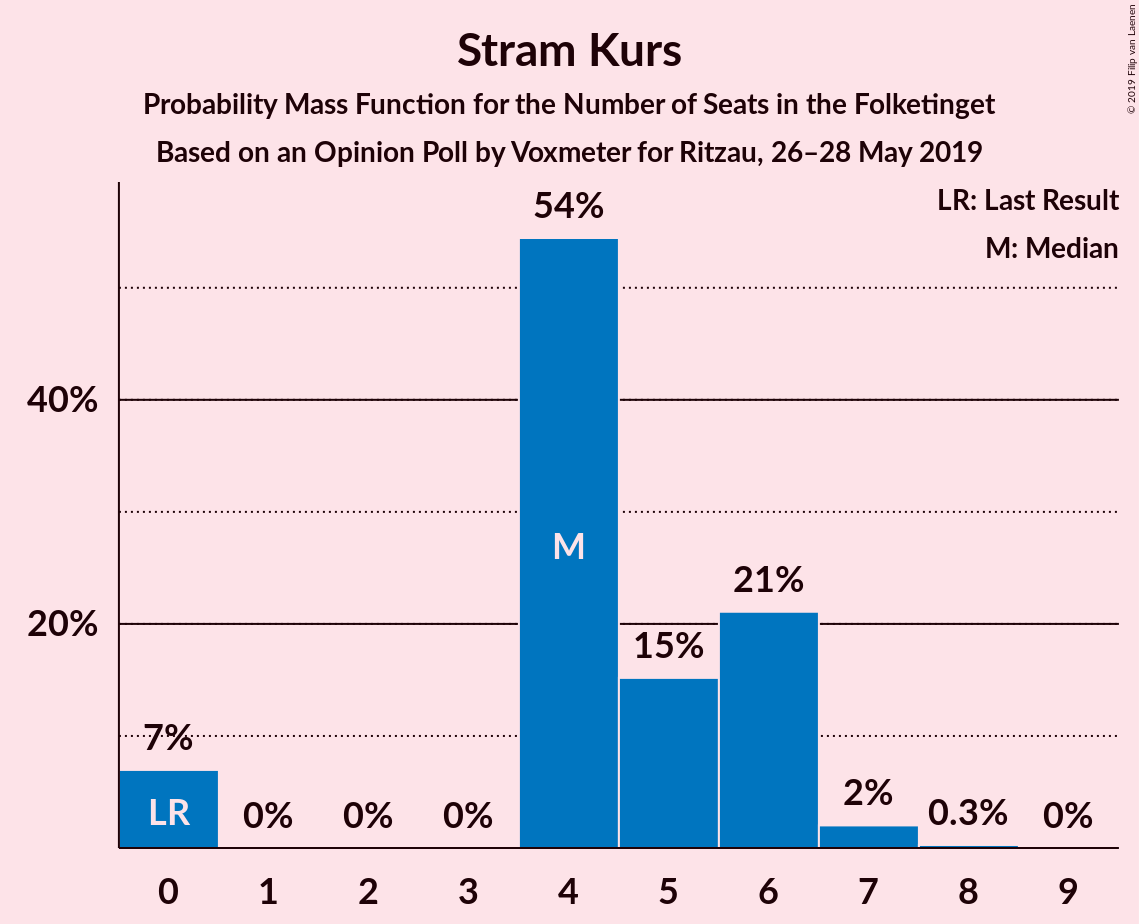 © 2019 Filip van Laenen
Stram Kurs
Probability Mass Function for the Number of Seats in the Folketinget
Based on an Opinion Poll by Voxmeter for Ritzau, 26–28 May 2019
LR: Last Result
M: Median
40%
20%
7%
0%
0%
0%
54%
15%
21%
2%
0.3%
0%
LR
M
0 1 2 3 4 5 6 7 8 9